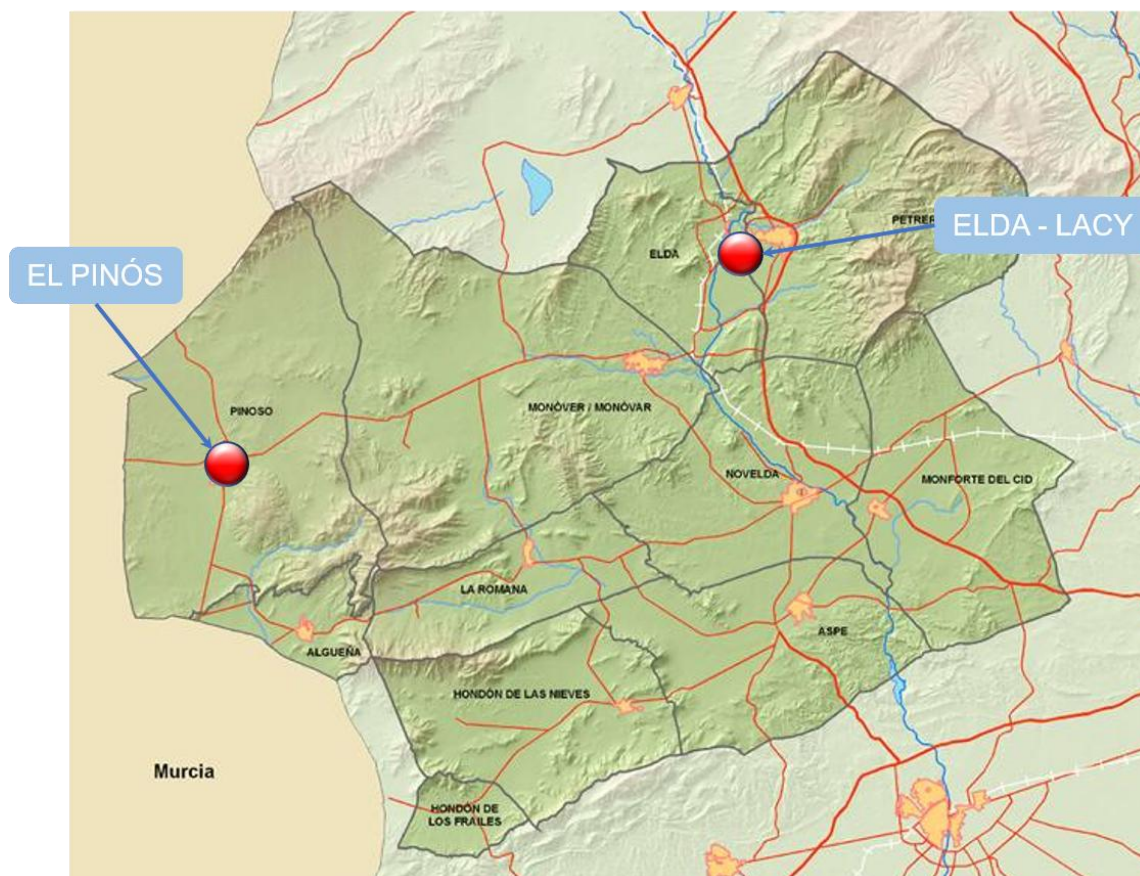 PETRER
ELDA - LACY
ELDA
EL PINÓS
PINOSO
MONÓVER / MONÓVAR
NOVELDA
MONFORTE DEL CID
LA ROMANA
ASPE
ALGUEÑA
HONDÓN DE LAS NIEVES
Murcia
HONDÓN DE
LOS FRAILES